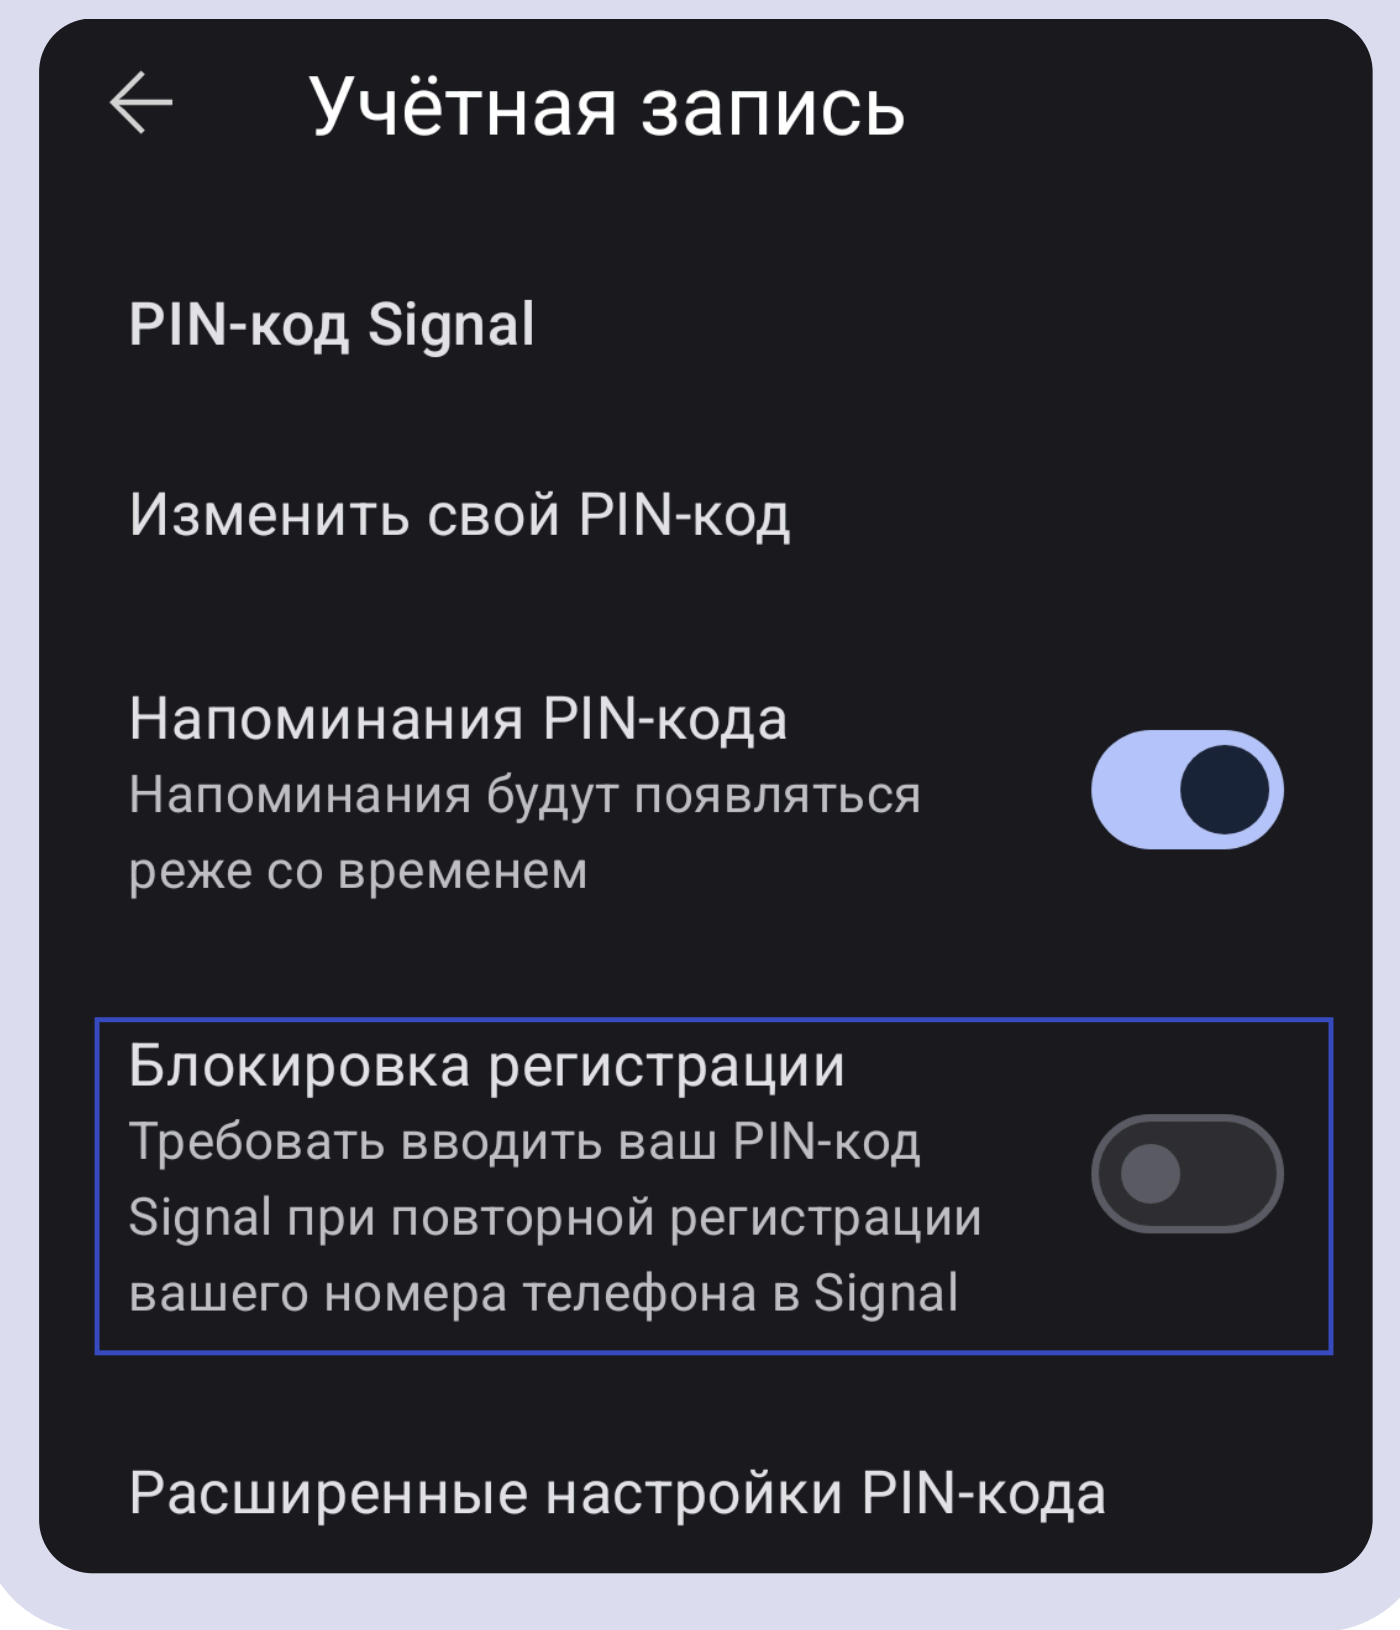 Учётная запись
PIN-код Signal
Изменить свой PIN-код
Напоминания PIN-кода
Напоминания будут появляться
реже со временем
Блокировка регистрации
Требовать вводить ваш PIN-код
Signal при повторной регистрации
вашего номера телефона в Signal
Расширенные настройки PIN-кода